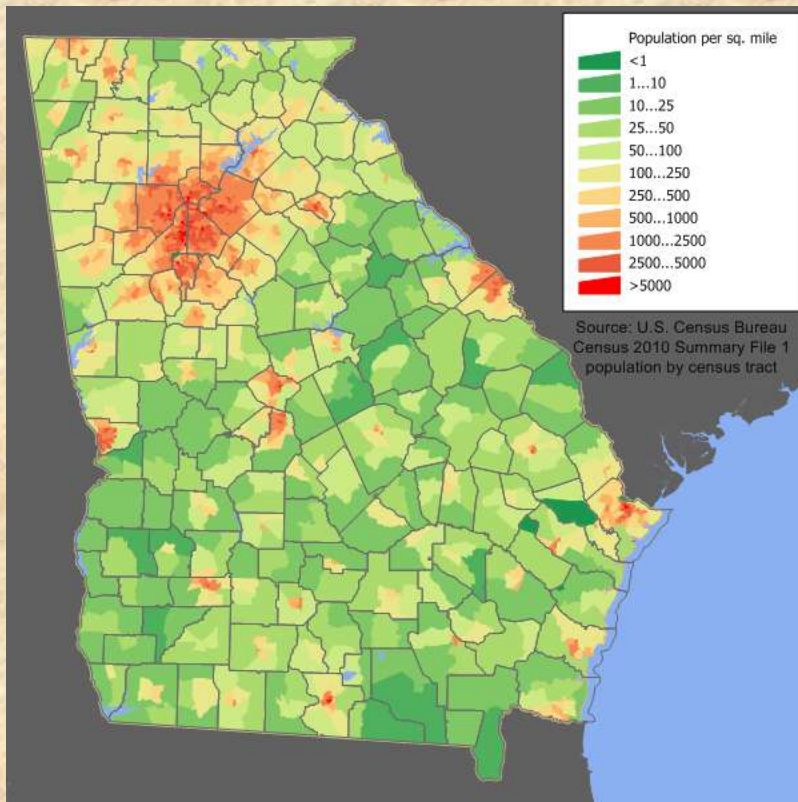 Population per sq. mile
<1
1...10
10...25
25...50
50...100
100...250
250...500
500...1000
1000...2500
2500...5000
>5000
Source: U.S. Census Bureau
Census 2010 Summary File 1
population by census tract